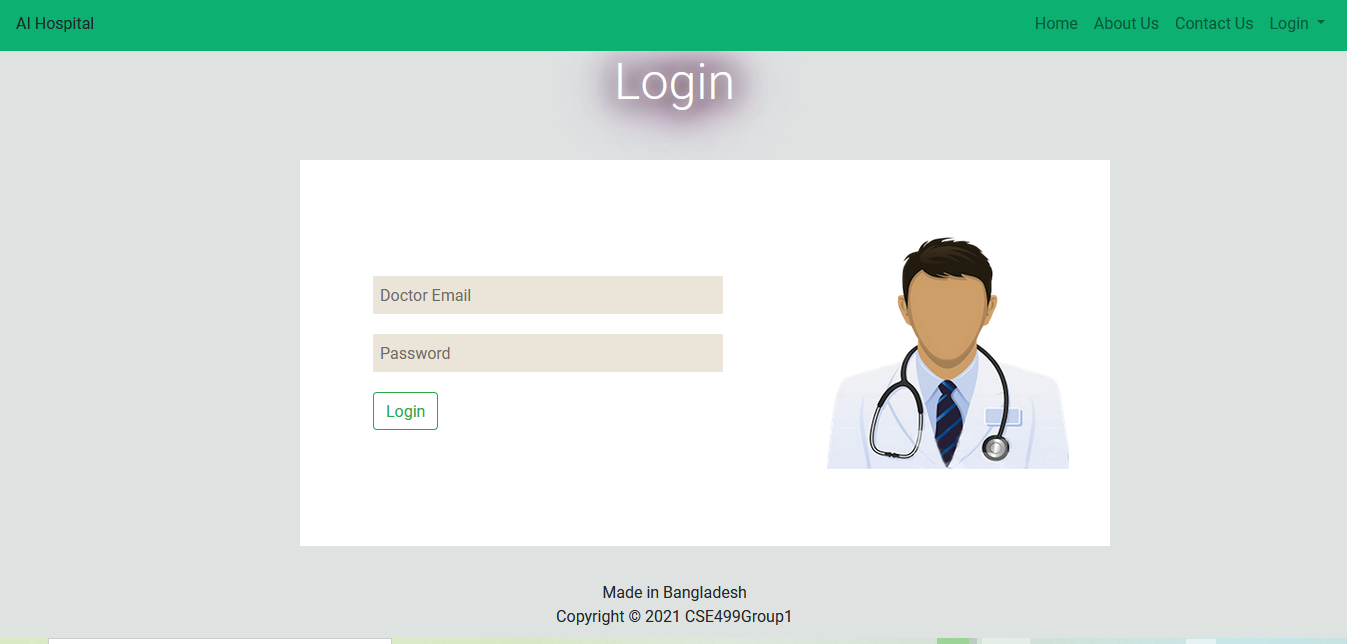 AI Hospital
Home About Us Contact Us Login
Login
Doctor Email
Password
Login
Made in Bangladesh
Copyright © 2021 CSE499Group1